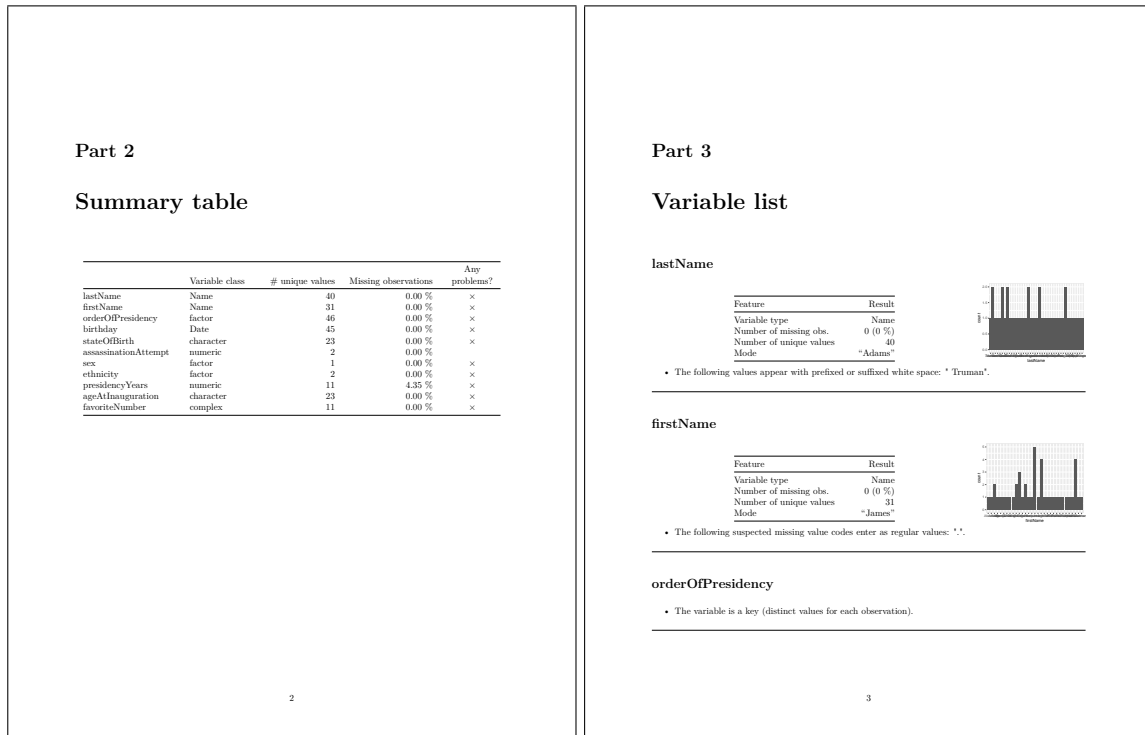 Part 2
Summary table
Any
Variable class # unique values Missing observations problems?
lastName Name 40 0.00 % ×
firstName Name 31 0.00 % ×
orderOfPresidency factor 46 0.00 % ×
birthday Date 45 0.00 % ×
stateOfBirth character 23 0.00 % ×
assassinationAttempt numeric 2 0.00 %
sex factor 1 0.00 % ×
ethnicity factor 2 0.00 % ×
presidencyYears numeric 11 4.35 % ×
ageAtInauguration character 23 0.00 % ×
favoriteNumber complex 11 0.00 % ×
2
Part 3
Variable list
lastName
Feature Result
Variable type Name
Number of missing obs. 0 (0 %)
Number of unique values 40
Mode “Adams”
count
lastName
• The following values appear with prefixed or suffixed white space: " Truman".
firstName
Feature Result
Variable type Name
Number of missing obs. 0 (0 %)
Number of unique values 31
Mode “James”
count
firstName
• The following suspected missing value codes enter as regular values: ".".
orderOfPresidency
• The variable is a key (distinct values for each observation).
3